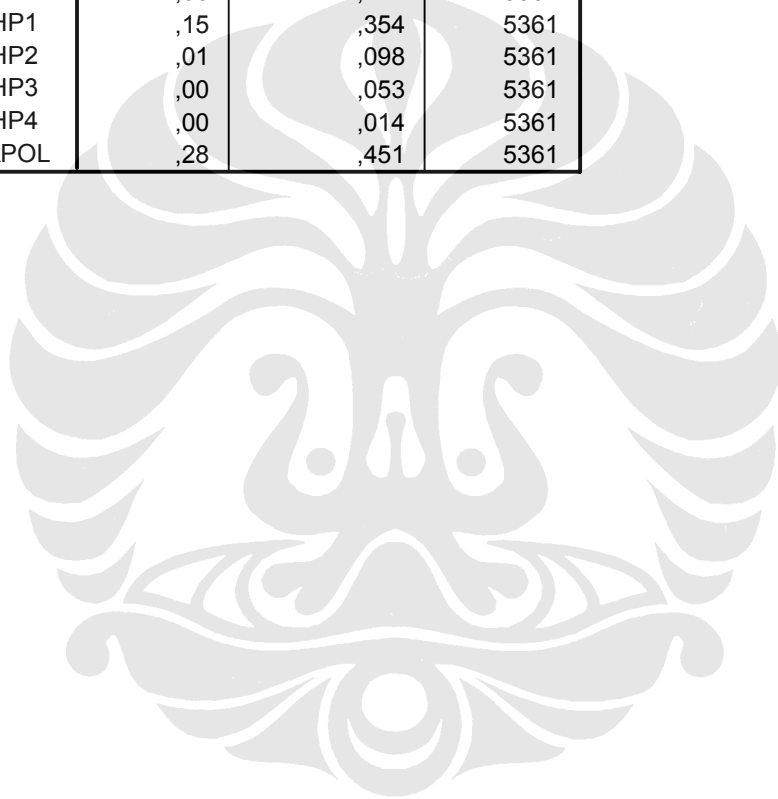 HP1 ,15 ,354 5361
HP2 ,01 ,098 5361
HP3 ,00 ,053 5361
HP4 ,00 ,014 5361
APOL ,28 ,451 5361